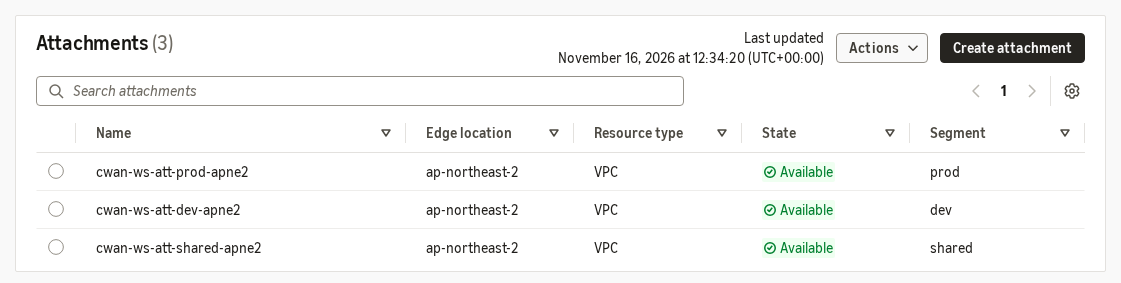 Attachments (3)
Last updated
November 16, 2026 at 12:34:20 (UTC+00:00)
Actions
Create attachment
Search attachments
1
Name Edge location Resource type State Segment
cwan-ws-att-prod-apne2 ap-northeast-2 VPC Available prod
cwan-ws-att-dev-apne2 ap-northeast-2 VPC Available dev
cwan-ws-att-shared-apne2 ap-northeast-2 VPC Available shared